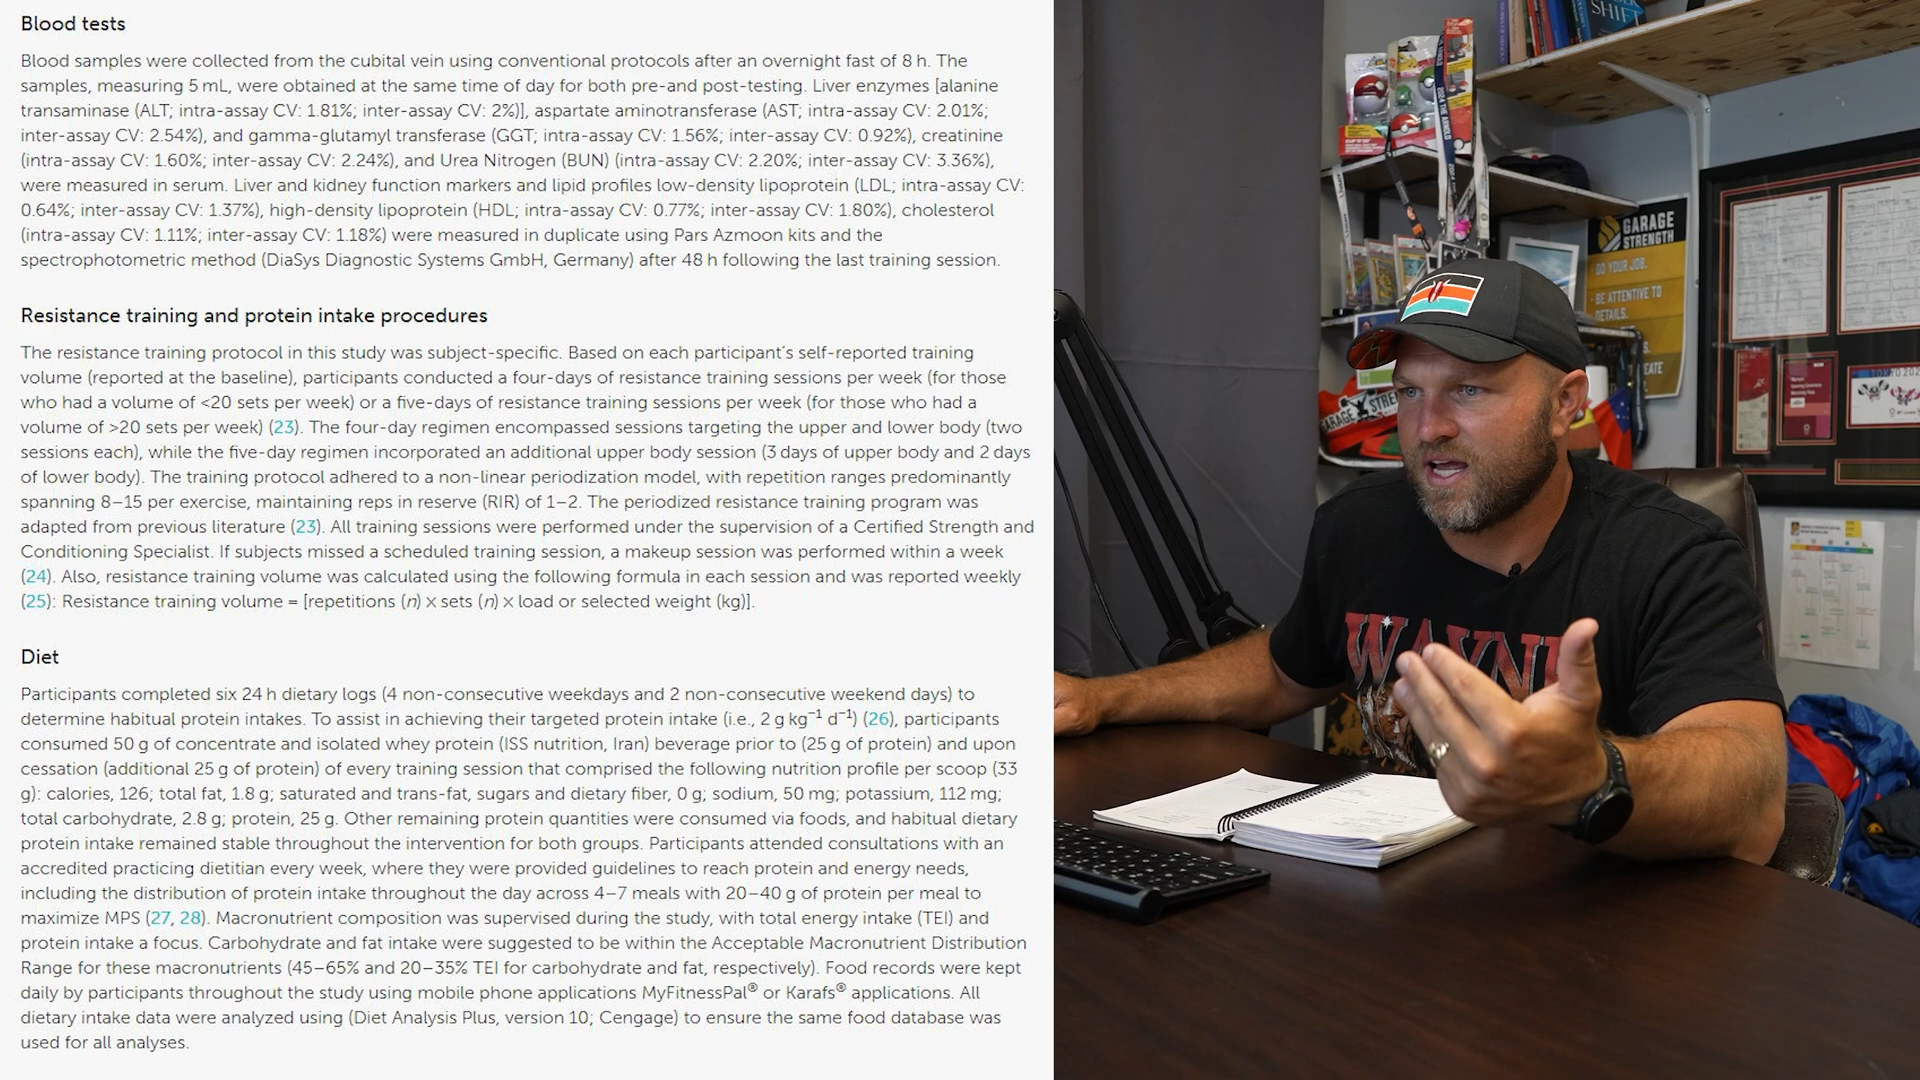 Blood tests
Blood samples were collected from the cubital vein using conventional protocols after an overnight fast of 8 h. The
samples, measuring 5 mL, were obtained at the same time of day for both pre-and post-testing. Liver enzymes [alanine
transaminase (ALT; intra-assay CV: 1.81%; inter-assay CV: 2%)], aspartate aminotransferase (AST; intra-assay CV: 2.01%;
inter-assay CV: 2.54%), and gamma-glutamyl transferase (GGT; intra-assay CV: 1.56%; inter-assay CV: 0.92%), creatinine
(intra-assay CV: 1.60%; inter-assay CV: 2.24%), and Urea Nitrogen (BUN) (intra-assay CV: 2.20%; inter-assay CV: 3.36%),
were measured in serum. Liver and kidney function markers and lipid profiles low-density lipoprotein (LDL; intra-assay CV:
0.64%; inter-assay CV: 1.37%), high-density lipoprotein (HDL; intra-assay CV: 0.77%; inter-assay CV: 1.80%), cholesterol
(intra-assay CV: 1.11%; inter-assay CV: 1.18%) were measured in duplicate using Pars Azmoon kits and the
spectrophotometric method (DiaSys Diagnostic Systems GmbH, Germany) after 48 h following the last training session.
Resistance training and protein intake procedures
The resistance training protocol in this study was subject-specific. Based on each participant's self-reported training
volume (reported at the baseline), participants conducted a four-days of resistance training sessions per week (for those
who had a volume of <20 sets per week) or a five-days of resistance training sessions per week (for those who had a
volume of >20 sets per week) (23). The four-day regimen encompassed sessions targeting the upper and lower body (two
sessions each), while the five-day regimen incorporated an additional upper body session (3 days of upper body and 2 days
of lower body). The training protocol adhered to a non-linear periodization model, with repetition ranges predominantly
spanning 8–15 per exercise, maintaining reps in reserve (RIR) of 1–2. The periodized resistance training program was
adapted from previous literature (23). All training sessions were performed under the supervision of a Certified Strength and
Conditioning Specialist. If subjects missed a scheduled training session, a makeup session was performed within a week
(24). Also, resistance training volume was calculated using the following formula in each session and was reported weekly
(25): Resistance training volume = [repetitions (n) × sets (n) × load or selected weight (kg)].
Diet
Participants completed six 24 h dietary logs (4 non-consecutive weekdays and 2 non-consecutive weekend days) to
determine habitual protein intakes. To assist in achieving their targeted protein intake (i.e., 2 g kg⁻¹ d⁻¹) (26), participants
consumed 50 g of concentrate and isolated whey protein (ISS nutrition, Iran) beverage prior to (25 g of protein) and upon
cessation (additional 25 g of protein) of every training session that comprised the following nutrition profile per scoop (33
g): calories, 126; total fat, 1.8 g; saturated and trans-fat, sugars and dietary fiber, 0 g; sodium, 50 mg; potassium, 112 mg;
total carbohydrate, 2.8 g; protein, 25 g. Other remaining protein quantities were consumed via foods, and habitual dietary
protein intake remained stable throughout the intervention for both groups. Participants attended consultations with an
accredited practicing dietitian every week, where they were provided guidelines to reach protein and energy needs,
including the distribution of protein intake throughout the day across 4–7 meals with 20–40 g of protein per meal to
maximize MPS (27, 28). Macronutrient composition was supervised during the study, with total energy intake (TEI) and
protein intake a focus. Carbohydrate and fat intake were suggested to be within the Acceptable Macronutrient Distribution
Range for these macronutrients (45–65% and 20–35% TEI for carbohydrate and fat, respectively). Food records were kept
daily by participants throughout the study using mobile phone applications MyFitnessPal® or Karafs® applications. All
dietary intake data were analyzed using (Diet Analysis Plus, version 10; Cengage) to ensure the same food database was
used for all analyses.
SHIFT
GARAGE
STRENGTH
- DO YOUR JOB.
- BE ATTENTIVE TO
DETAILS.
TOKYO 202
WAYNE